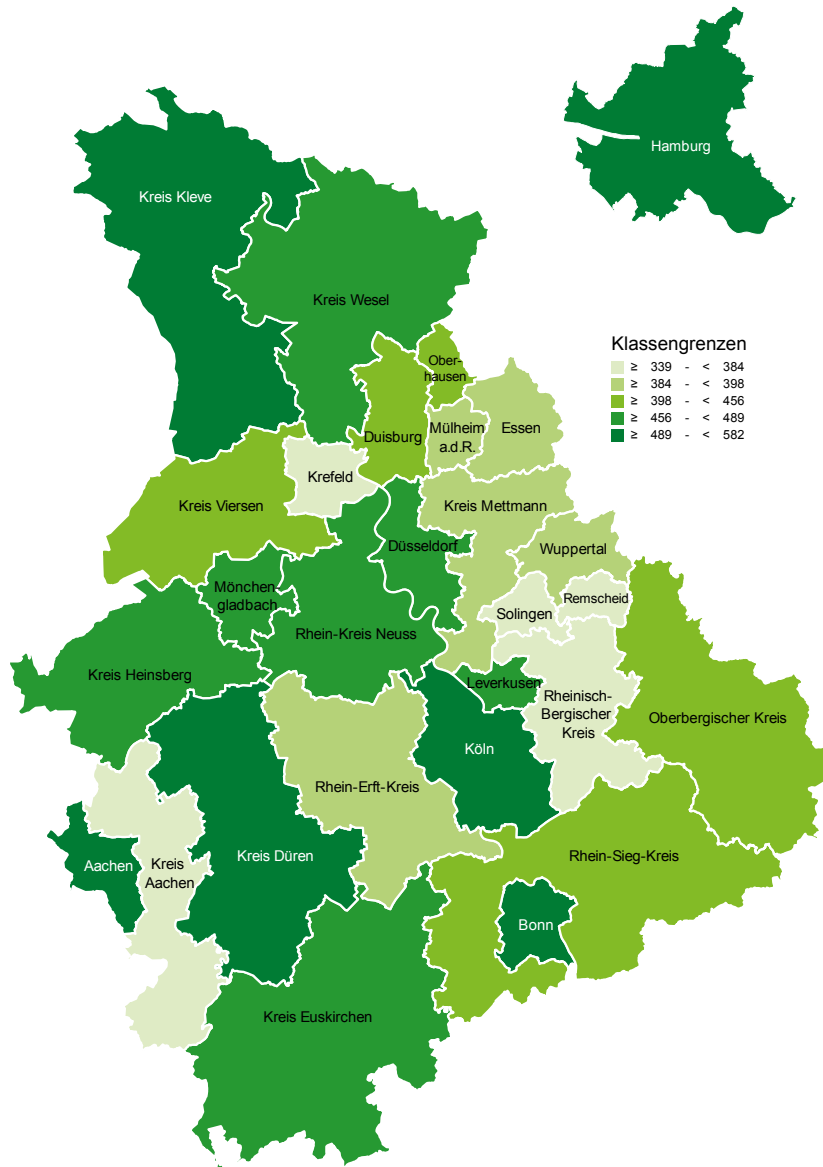 Hamburg
Kreis Kleve
Kreis Wesel
Klassengrenzen
≥ 339 - < 384
≥ 384 - < 398
≥ 398 - < 456
≥ 456 - < 489
≥ 489 - < 582
Ober-
hausen
Duisburg
Mülheim
a.d.R.
Essen
Krefeld
Kreis Viersen
Kreis Mettmann
Düsseldorf
Wuppertal
Mönchen-
gladbach
Remscheid
Solingen
Rhein-Kreis Neuss
Kreis Heinsberg
Leverkusen
Rheinisch-
Bergischer
Kreis
Oberbergischer Kreis
Köln
Rhein-Erft-Kreis
Aachen
Kreis
Aachen
Kreis Düren
Rhein-Sieg-Kreis
Bonn
Kreis Euskirchen